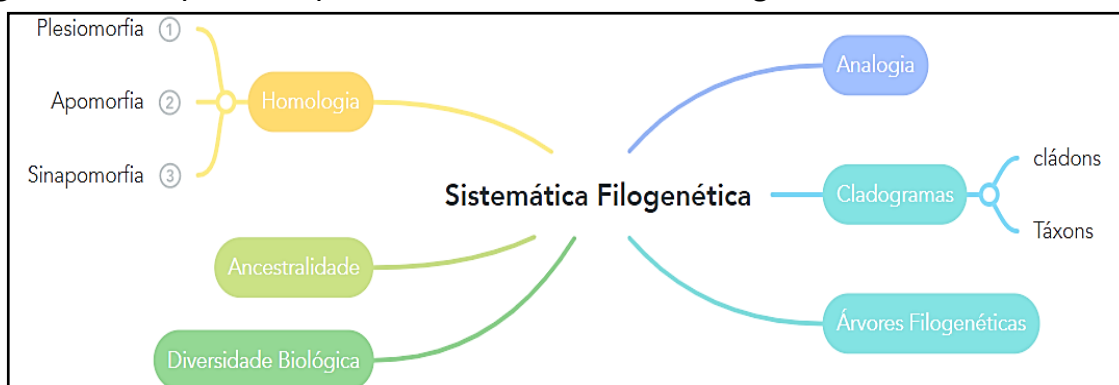 Plesiomorfia 1
Apomorfia 2
Sinapomorfia 3
Homologia
Analogia
Sistemática Filogenética
Cladogramas
cládons
Táxons
Ancestralidade
Árvores Filogenéticas
Diversidade Biológica